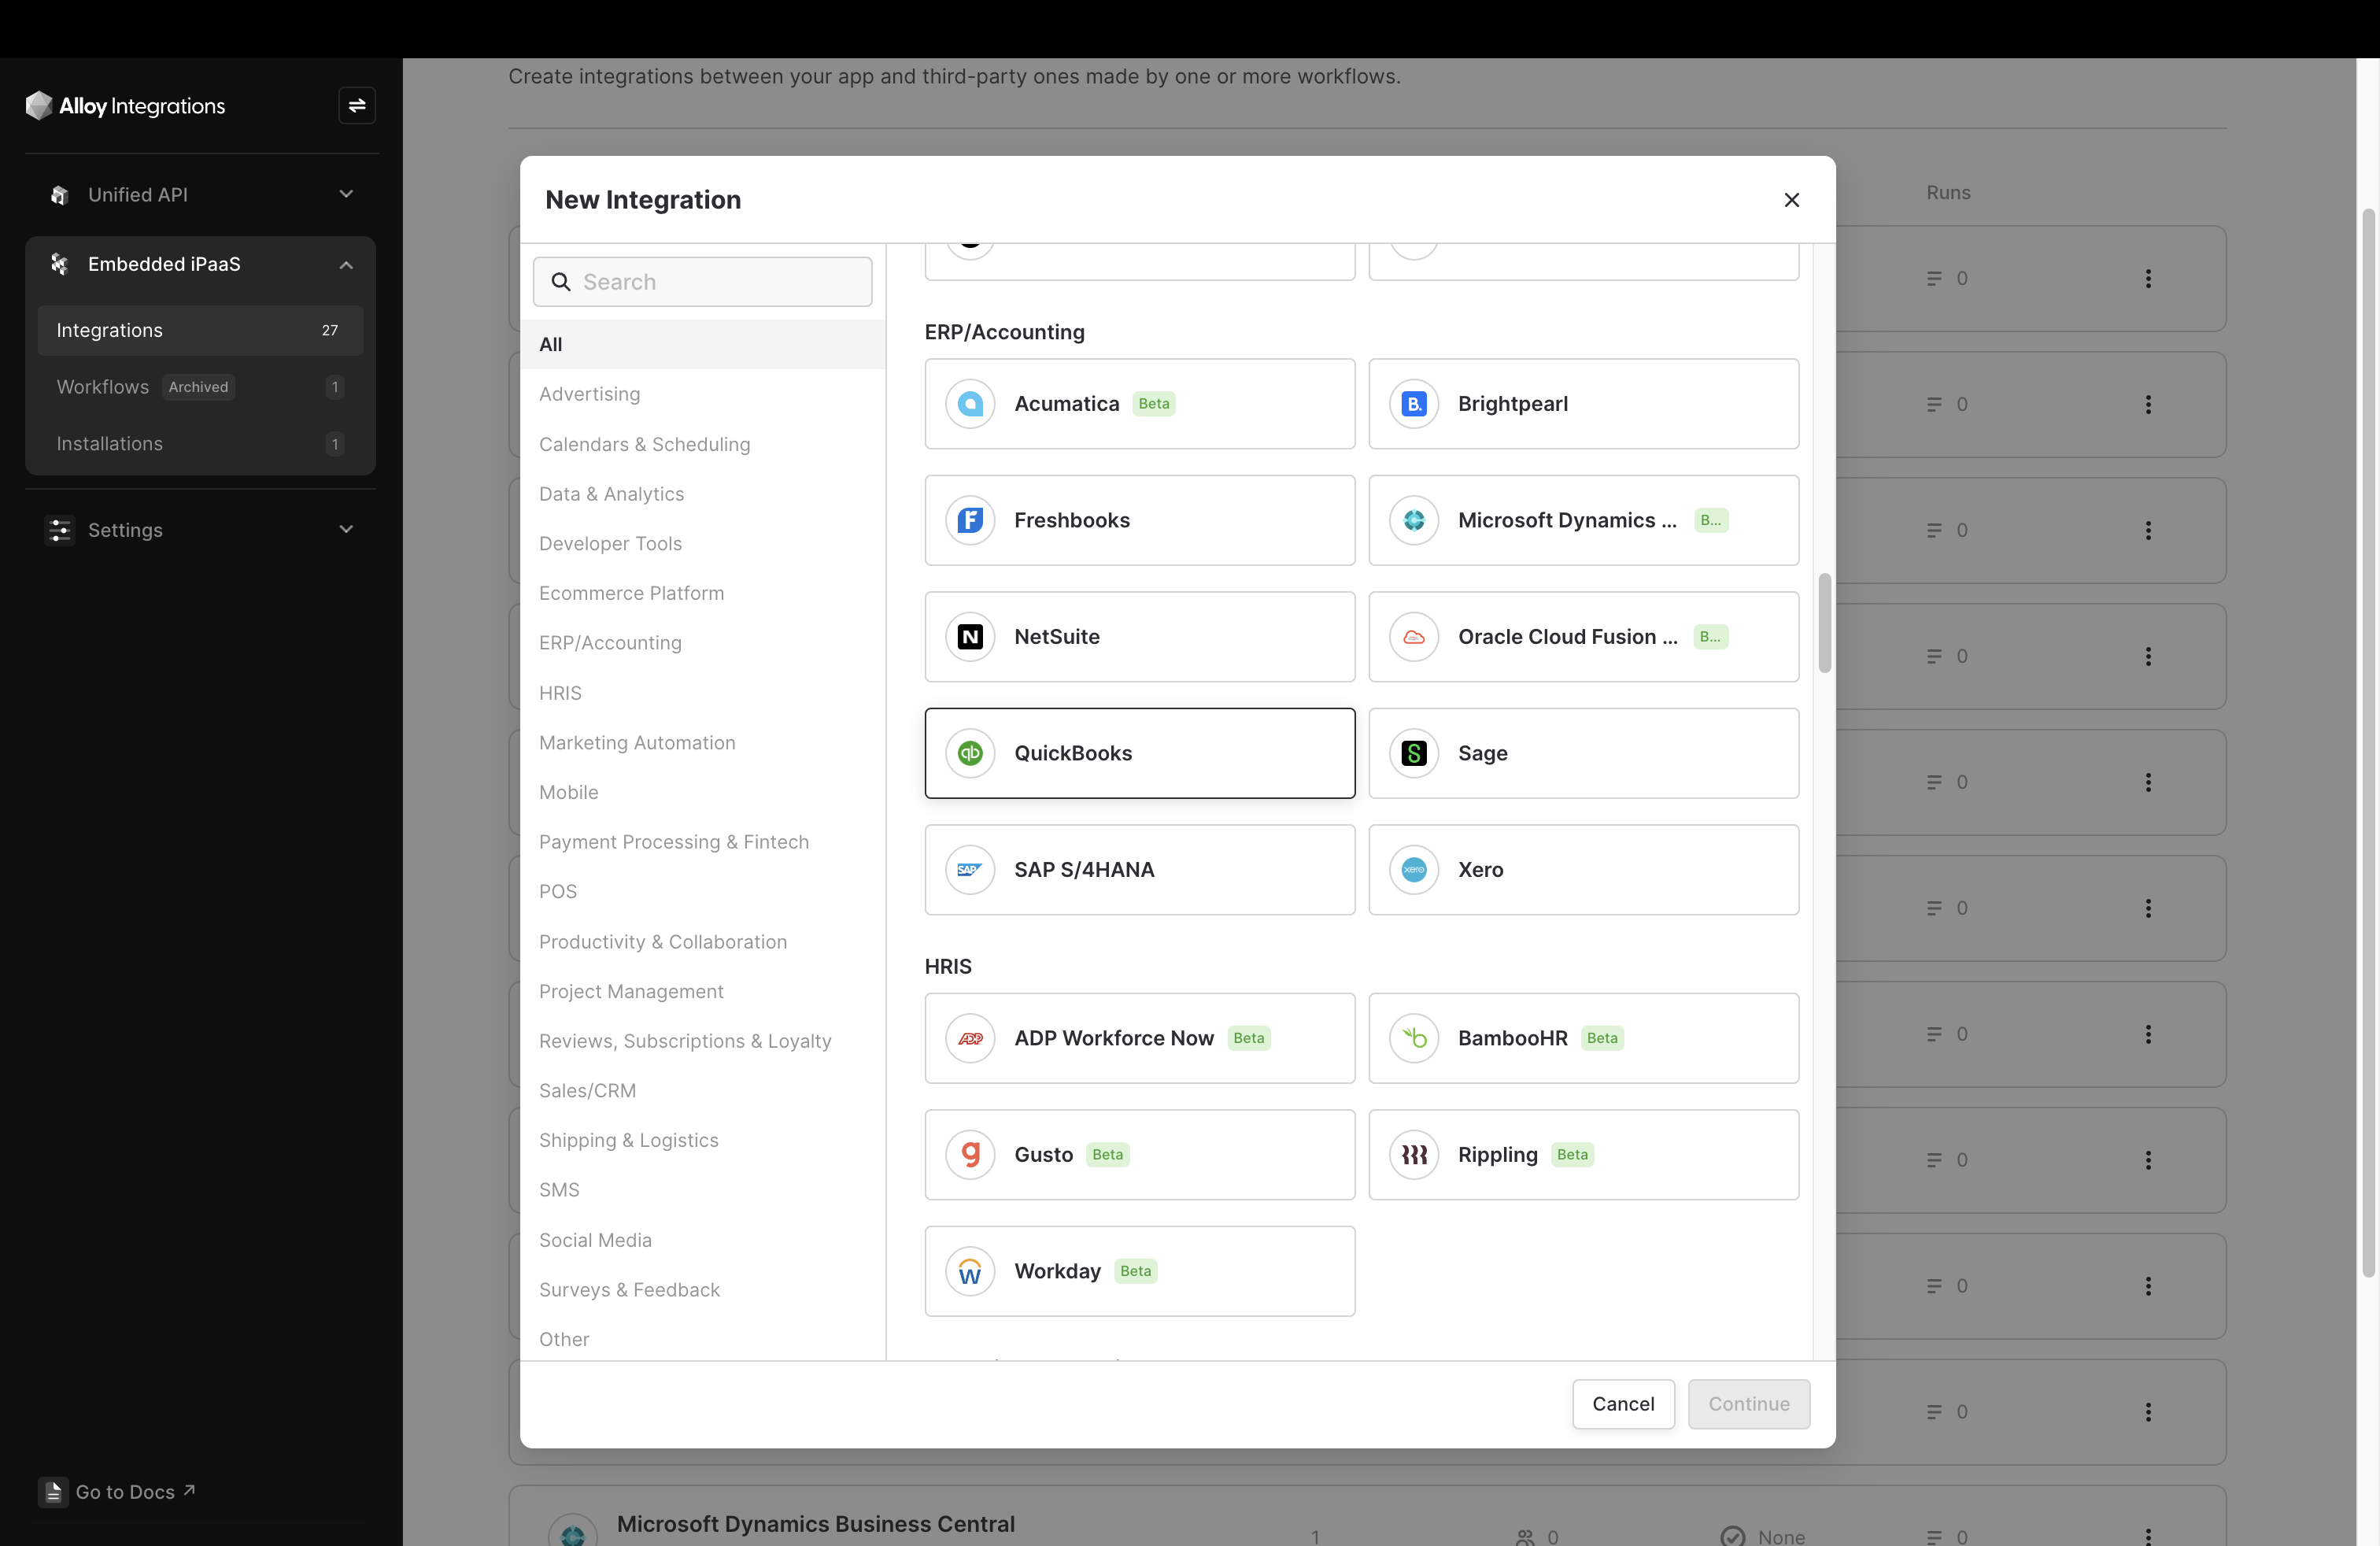 Alloy Integrations
Unified API
Embedded iPaaS
Integrations 27
Workflows Archived 1
Installations 1
Settings
Go to Docs ↗
Create integrations between your app and third-party ones made by one or more workflows.
Runs
0
0
0
0
0
0
0
0
0
0
Microsoft Dynamics Business Central
1 0 None 0
New Integration
Search
All
Advertising
Calendars & Scheduling
Data & Analytics
Developer Tools
Ecommerce Platform
ERP/Accounting
HRIS
Marketing Automation
Mobile
Payment Processing & Fintech
POS
Productivity & Collaboration
Project Management
Reviews, Subscriptions & Loyalty
Sales/CRM
Shipping & Logistics
SMS
Social Media
Surveys & Feedback
Other
ERP/Accounting
Acumatica Beta
B. Brightpearl
F Freshbooks
Microsoft Dynamics ... B...
N NetSuite
Oracle Cloud Fusion ... B...
qb QuickBooks
S Sage
SAP SAP S/4HANA
xero Xero
HRIS
ADP ADP Workforce Now Beta
b BambooHR Beta
g Gusto Beta
Rippling Beta
W Workday Beta
Cancel
Continue